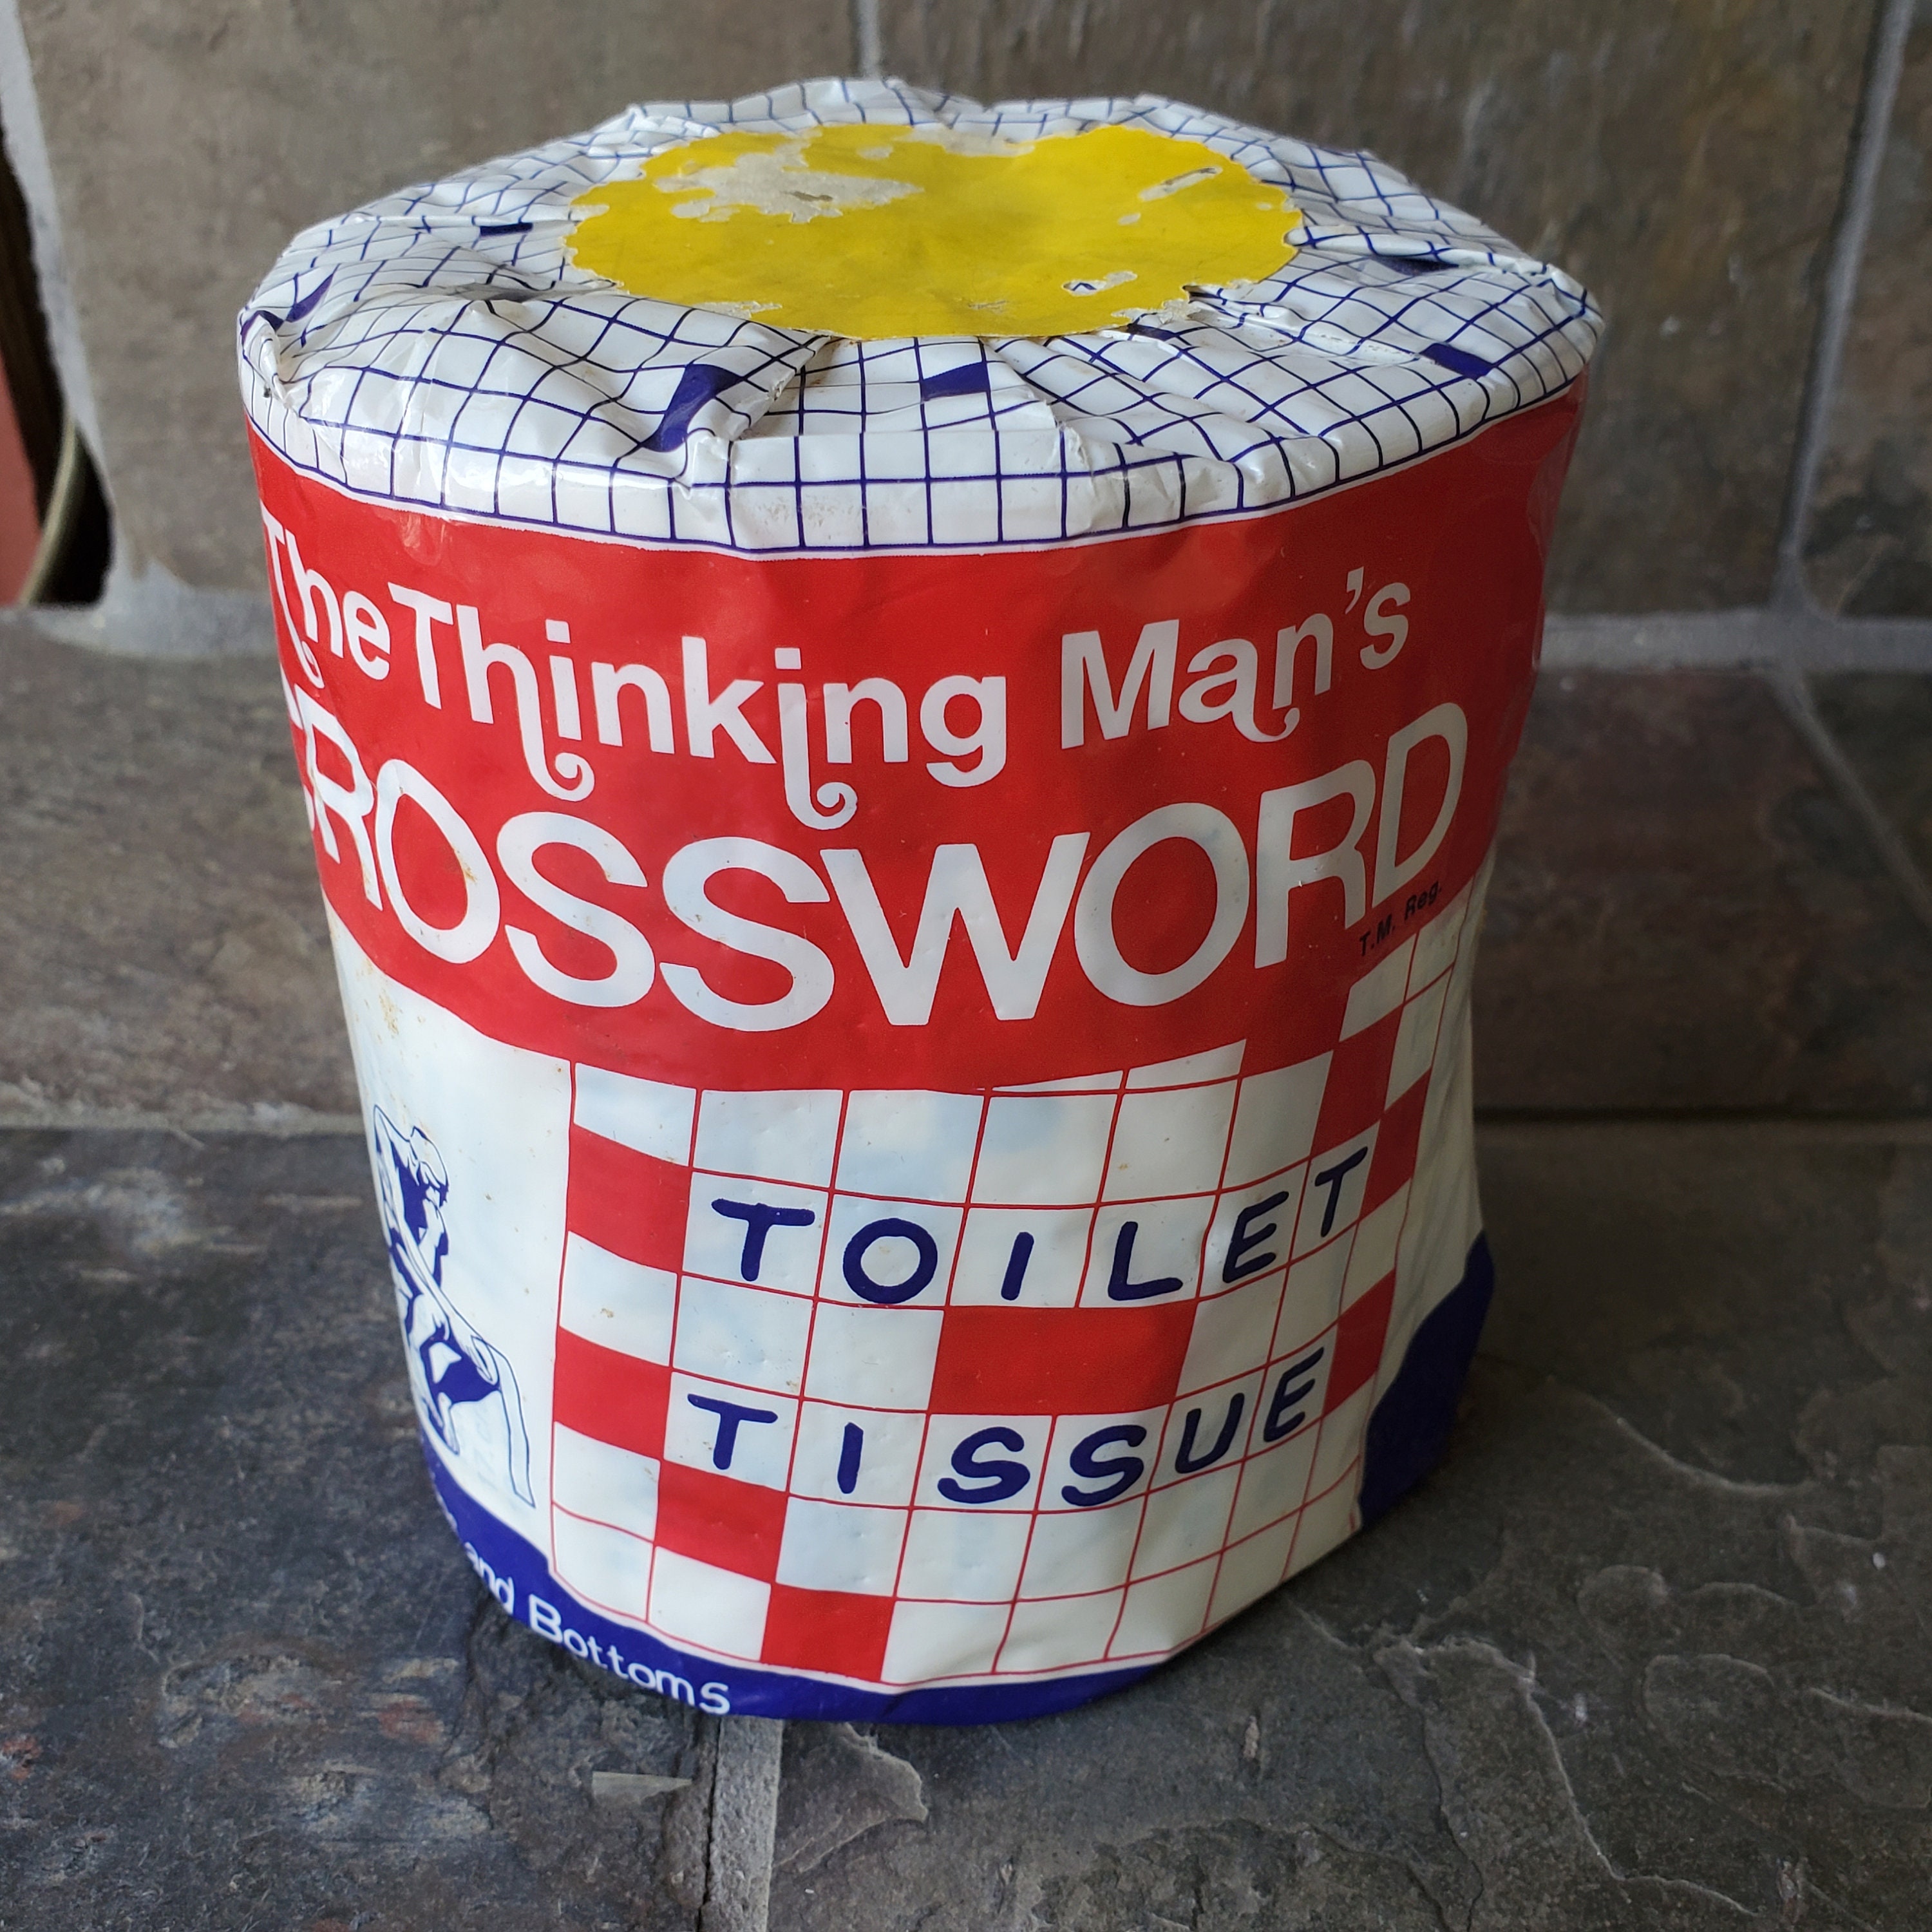 The Thinking Man's
CROSSWORD
T.M. Reg.
TOILET
TISSUE
and Bottoms